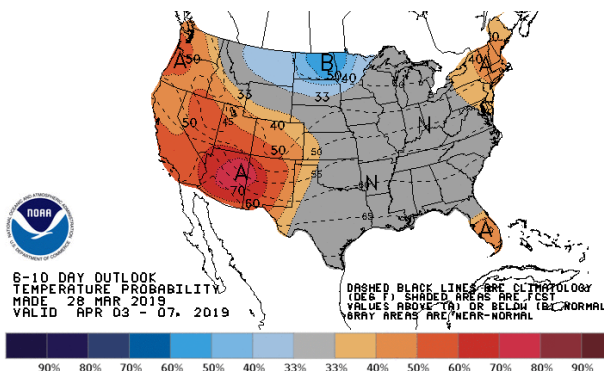 A 50
33
B
50 40
33
40
40
A
50
45
40
50
50
N
A
70
60
55
N
65
A
NOAA
NATIONAL OCEANIC AND ATMOSPHERIC ADMINISTRATION
U.S. DEPARTMENT OF COMMERCE
6-10 DAY OUTLOOK
TEMPERATURE PROBABILITY
MADE 28 MAR 2019
VALID APR 03 - 07, 2019
DASHED BLACK LINES ARE CLIMATOLOGY
(DEG F) SHADED AREAS ARE FCST
VALUES ABOVE (A) OR BELOW (B) NORMAL
GRAY AREAS ARE NEAR-NORMAL
90% 80% 70% 60% 50% 40% 33% 33% 40% 50% 60% 70% 80% 90%